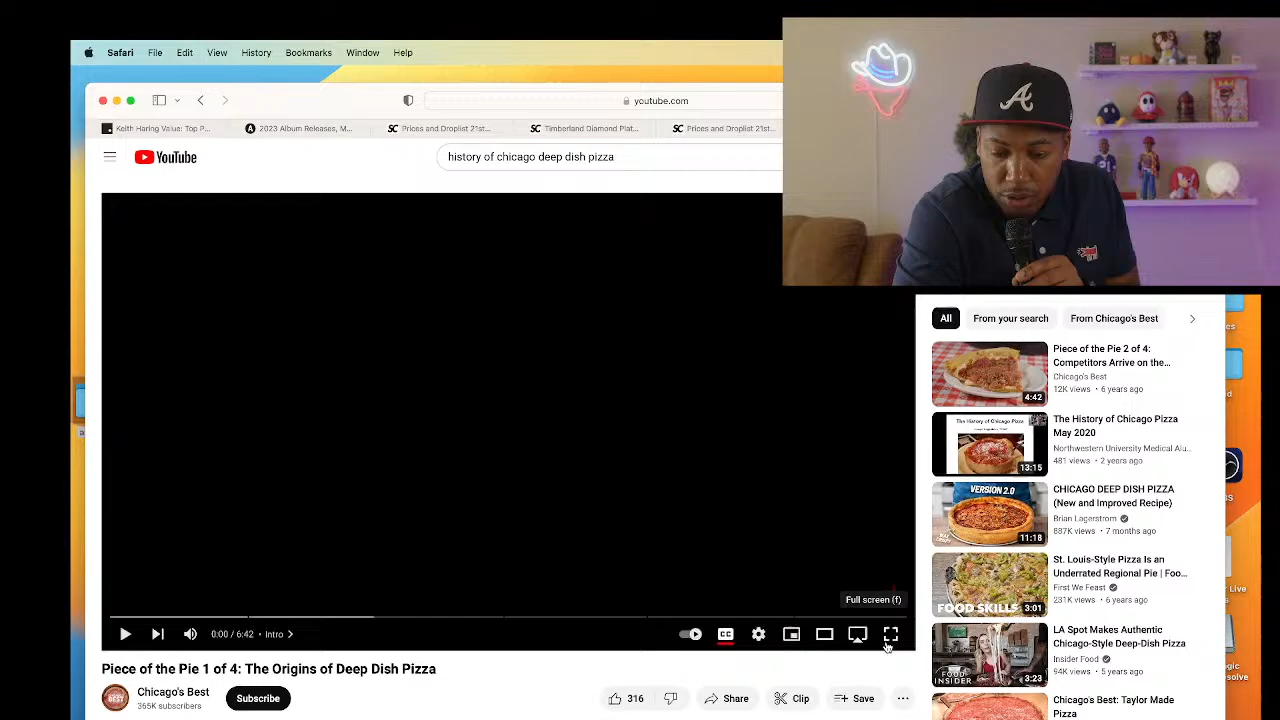 Safari File Edit View History Bookmarks Window Help
youtube.com
Keith Haring Value: Top P...
2023 Album Releases, M...
Prices and Droplist 21st...
Timberland Diamond Plat...
Prices and Droplist 21st...
YouTube
history of chicago deep dish pizza
A
Full screen (f)
0:00 / 6:42 • Intro
CC
Piece of the Pie 1 of 4: The Origins of Deep Dish Pizza
Chicago's Best
365K subscribers
Subscribe
316
Share
Clip
Save
All
From your search
From Chicago's Best
4:42
Piece of the Pie 2 of 4:
Competitors Arrive on the...
Chicago's Best
12K views • 6 years ago
The History of Chicago Pizza
13:15
The History of Chicago Pizza
May 2020
Northwestern University Medical Alu...
481 views • 2 years ago
VERSION 2.0
11:18
CHICAGO DEEP DISH PIZZA
(New and Improved Recipe)
Brian Lagerstrom
887K views • 7 months ago
FOOD SKILLS
3:01
St. Louis-Style Pizza Is an
Underrated Regional Pie | Foo...
First We Feast
231K views • 6 years ago
FOOD
INSIDER
3:23
LA Spot Makes Authentic
Chicago-Style Deep-Dish Pizza
Insider Food
94K views • 5 years ago
Chicago's Best: Taylor Made
Pizza